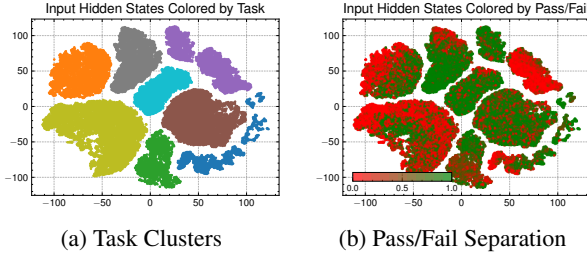 Input Hidden States Colored by Task
100
50
0
−50
−100
−100 −50 0 50 100
(a) Task Clusters
Input Hidden States Colored by Pass/Fail
100
50
0
−50
−100
0.0 0.5 1.0
−100 −50 0 50 100
(b) Pass/Fail Separation